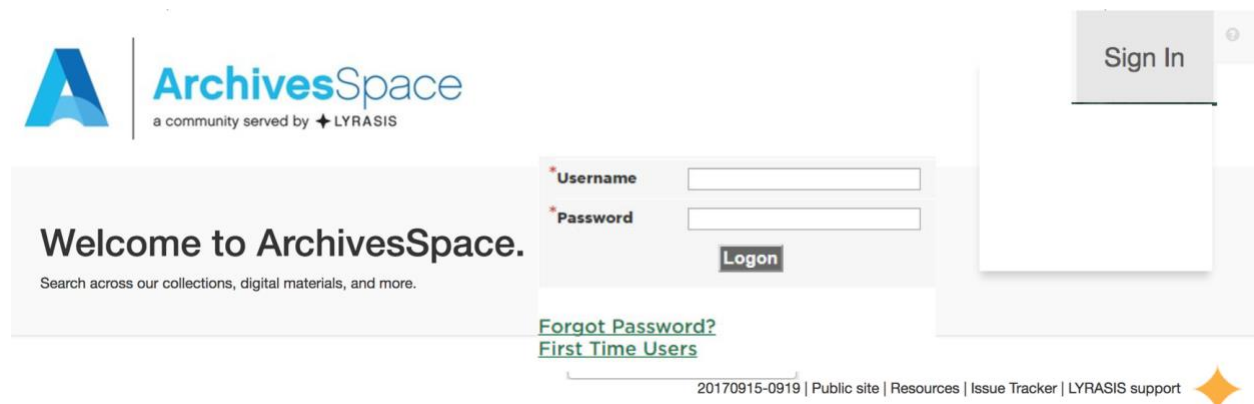 ArchivesSpace
a community served by LYRASIS
Sign In
?
*Username
*Password
Logon
Welcome to ArchivesSpace.
Search across our collections, digital materials, and more.
Forgot Password?
First Time Users
20170915-0919 | Public site | Resources | Issue Tracker | LYRASIS support